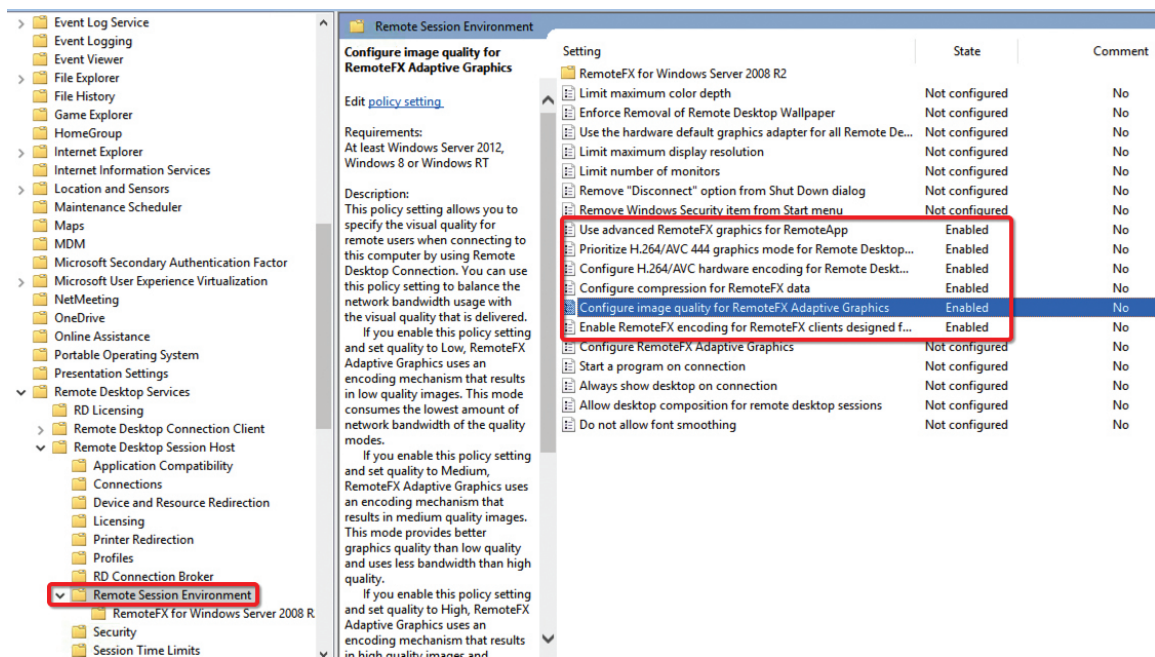 Event Log Service
Event Logging
Event Viewer
File Explorer
File History
Game Explorer
HomeGroup
Internet Explorer
Internet Information Services
Location and Sensors
Maintenance Scheduler
Maps
MDM
Microsoft Secondary Authentication Factor
Microsoft User Experience Virtualization
NetMeeting
OneDrive
Online Assistance
Portable Operating System
Presentation Settings
Remote Desktop Services
RD Licensing
Remote Desktop Connection Client
Remote Desktop Session Host
Application Compatibility
Connections
Device and Resource Redirection
Licensing
Printer Redirection
Profiles
RD Connection Broker
Remote Session Environment
RemoteFX for Windows Server 2008 R
Security
Session Time Limits
Remote Session Environment
Configure image quality for
RemoteFX Adaptive Graphics
Edit policy setting
Requirements:
At least Windows Server 2012,
Windows 8 or Windows RT
Description:
This policy setting allows you to
specify the visual quality for
remote users when connecting to
this computer by using Remote
Desktop Connection. You can use
this policy setting to balance the
network bandwidth usage with
the visual quality that is delivered.
If you enable this policy setting
and set quality to Low, RemoteFX
Adaptive Graphics uses an
encoding mechanism that results
in low quality images. This mode
consumes the lowest amount of
network bandwidth of the quality
modes.
If you enable this policy setting
and set quality to Medium,
RemoteFX Adaptive Graphics uses
an encoding mechanism that
results in medium quality images.
This mode provides better
graphics quality than low quality
and uses less bandwidth than high
quality.
If you enable this policy setting
and set quality to High, RemoteFX
Adaptive Graphics uses an
encoding mechanism that results
in high quality images and
Setting State Comment
RemoteFX for Windows Server 2008 R2
Limit maximum color depth Not configured No
Enforce Removal of Remote Desktop Wallpaper Not configured No
Use the hardware default graphics adapter for all Remote De... Not configured No
Limit maximum display resolution Not configured No
Limit number of monitors Not configured No
Remove "Disconnect" option from Shut Down dialog Not configured No
Remove Windows Security item from Start menu Not configured No
Use advanced RemoteFX graphics for RemoteApp Enabled No
Prioritize H.264/AVC 444 graphics mode for Remote Desktop... Enabled No
Configure H.264/AVC hardware encoding for Remote Deskt... Enabled No
Configure compression for RemoteFX data Enabled No
Configure image quality for RemoteFX Adaptive Graphics Enabled No
Enable RemoteFX encoding for RemoteFX clients designed f... Enabled No
Configure RemoteFX Adaptive Graphics Not configured No
Start a program on connection Not configured No
Always show desktop on connection Not configured No
Allow desktop composition for remote desktop sessions Not configured No
Do not allow font smoothing Not configured No